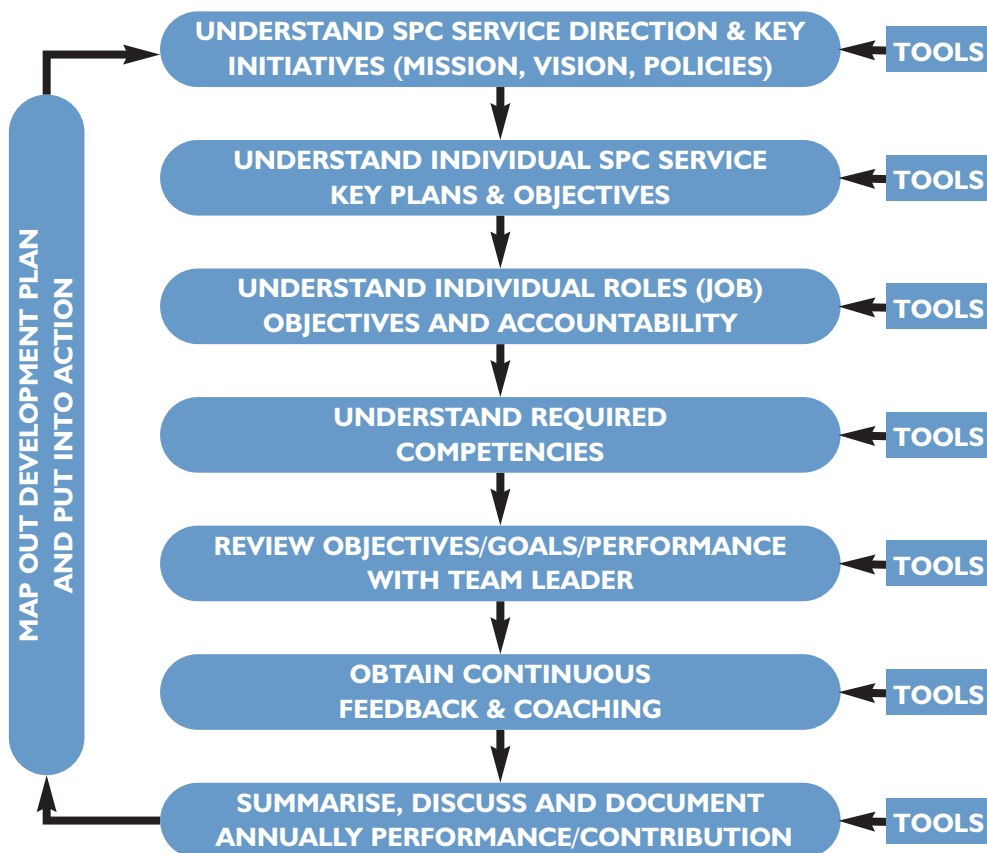 UNDERSTAND SPC SERVICE DIRECTION & KEY
INITIATIVES (MISSION, VISION, POLICIES)
TOOLS
UNDERSTAND INDIVIDUAL SPC SERVICE
KEY PLANS & OBJECTIVES
TOOLS
UNDERSTAND INDIVIDUAL ROLES (JOB)
OBJECTIVES AND ACCOUNTABILITY
TOOLS
UNDERSTAND REQUIRED
COMPETENCIES
TOOLS
REVIEW OBJECTIVES/GOALS/PERFORMANCE
WITH TEAM LEADER
TOOLS
OBTAIN CONTINUOUS
FEEDBACK & COACHING
TOOLS
SUMMARISE, DISCUSS AND DOCUMENT
ANNUALLY PERFORMANCE/CONTRIBUTION
TOOLS
MAP OUT DEVELOPMENT PLAN
AND PUT INTO ACTION